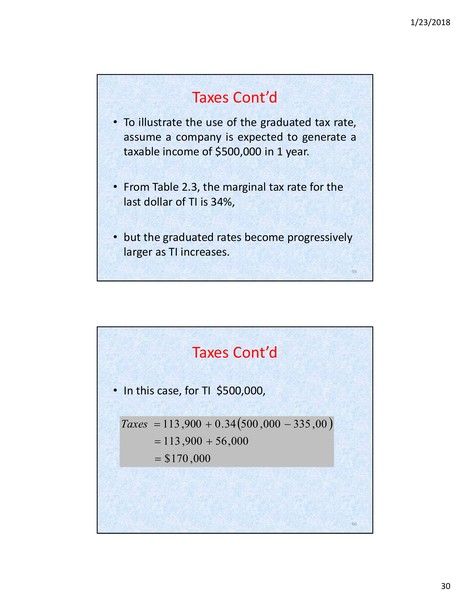 1/23/2018
Taxes Cont'd
• To illustrate the use of the graduated tax rate,
assume a company is expected to generate a
taxable income of $500,000 in 1 year.
• From Table 2.3, the marginal tax rate for the
last dollar of TI is 34%,
• but the graduated rates become progressively
larger as TI increases.
Taxes Cont'd
• In this case, for TI $500,000,
Taxes = 113,900 + 0.34(500,000 − 335,00)
= 113,900 + 56,000
= $170,000
30